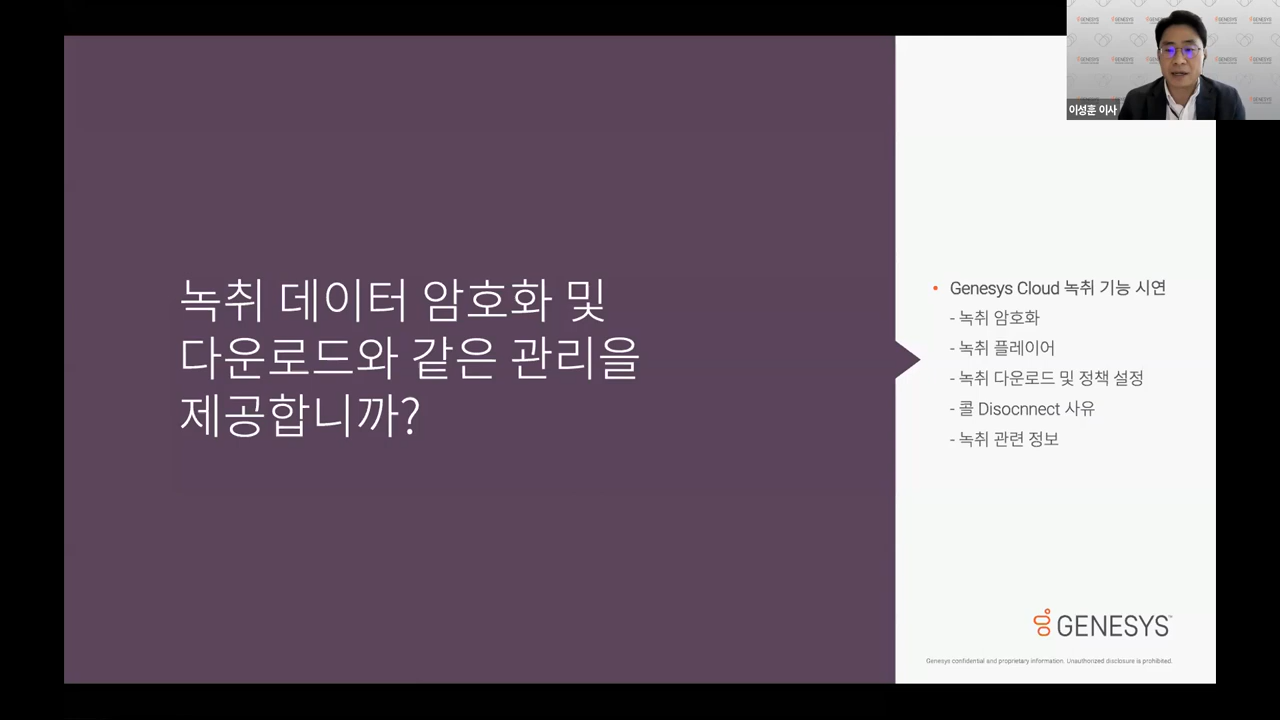 녹취 데이터 암호화 및
다운로드와 같은 관리을
제공합니까?
• Genesys Cloud 녹취 기능 시연
- 녹취 암호화
- 녹취 플레이어
- 녹취 다운로드 및 정책 설정
- 콜 Disocnnect 사유
- 녹취 관련 정보
GENESYS™
Genesys confidential and proprietary information. Unauthorized disclosure is prohibited.
GENESYS
이성훈 이사